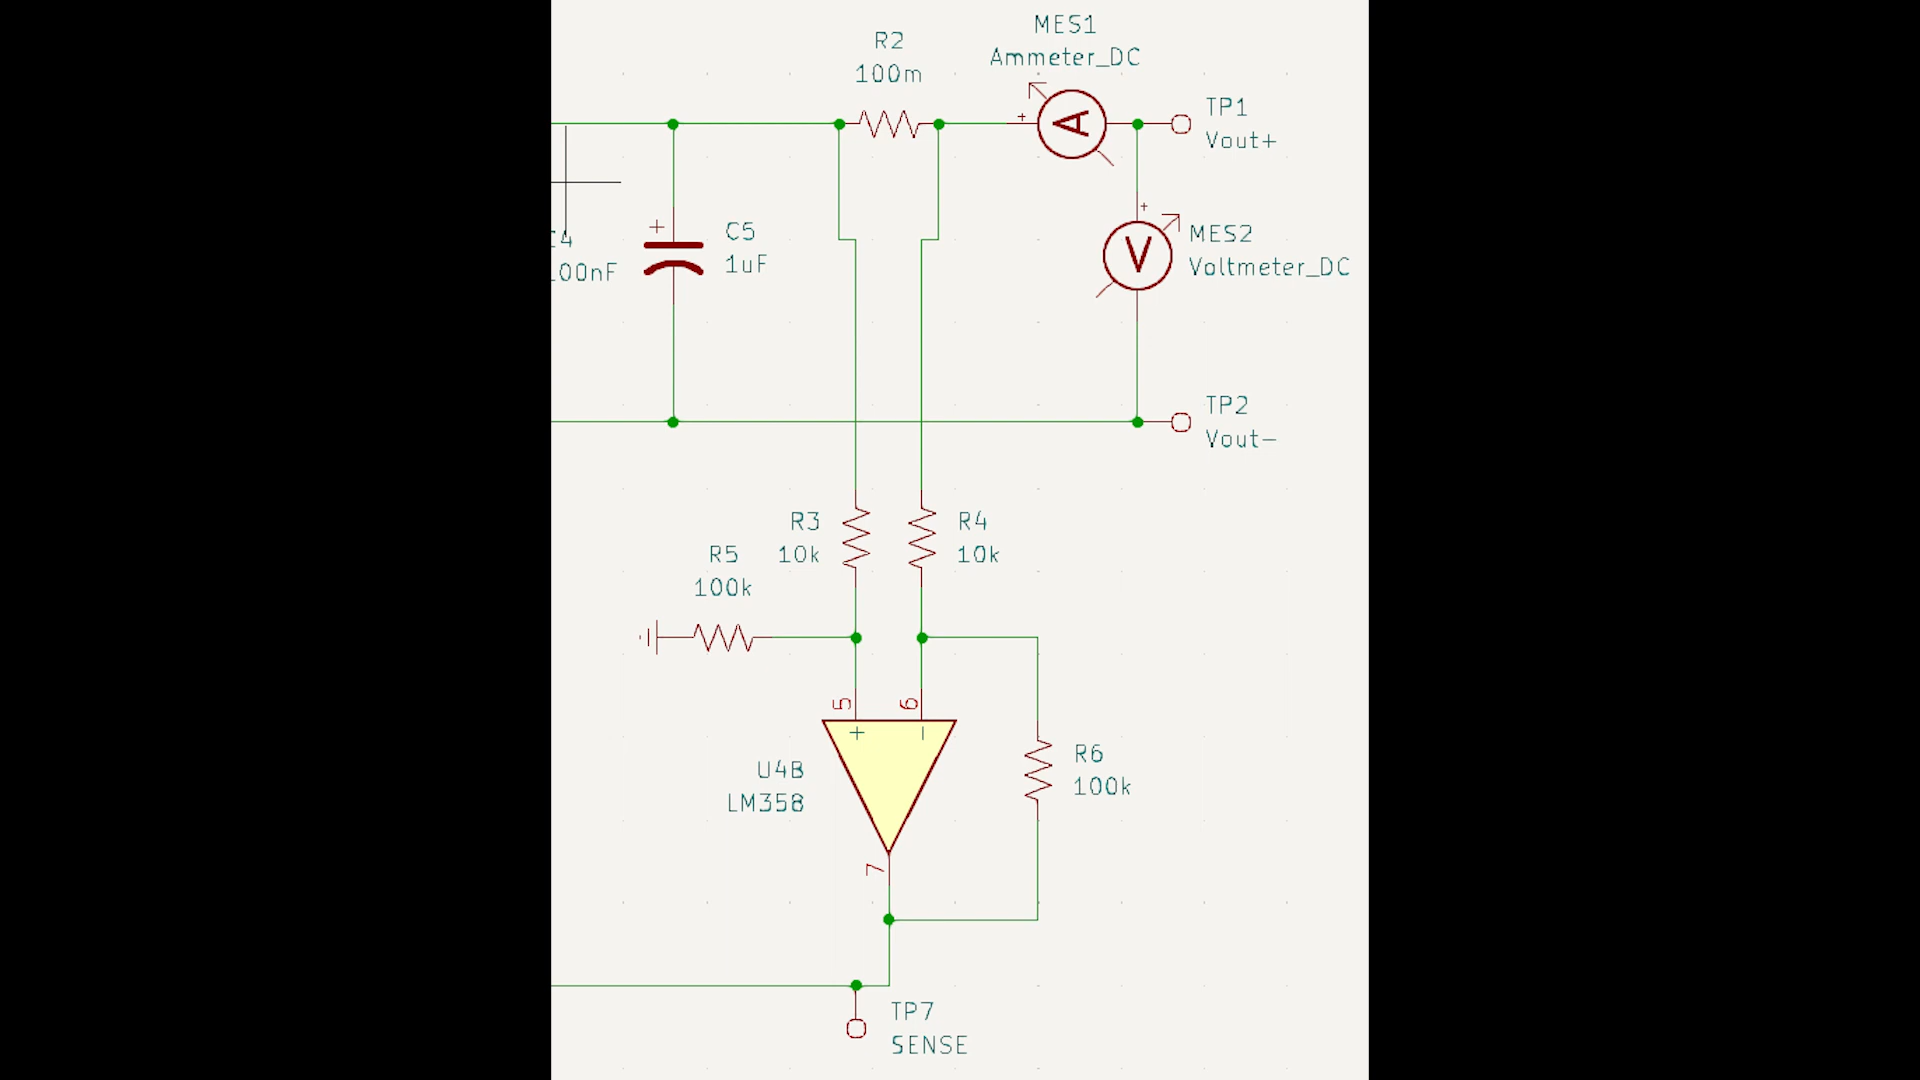 MES1
Ammeter_DC
R2
100m
+
A
TP1
Vout+
+
C5
1uF
00nF
+
V
MES2
Voltmeter_DC
TP2
Vout−
R3
10k
R4
10k
R5
100k
5
6
+
−
U4B
LM358
R6
100k
7
TP7
SENSE